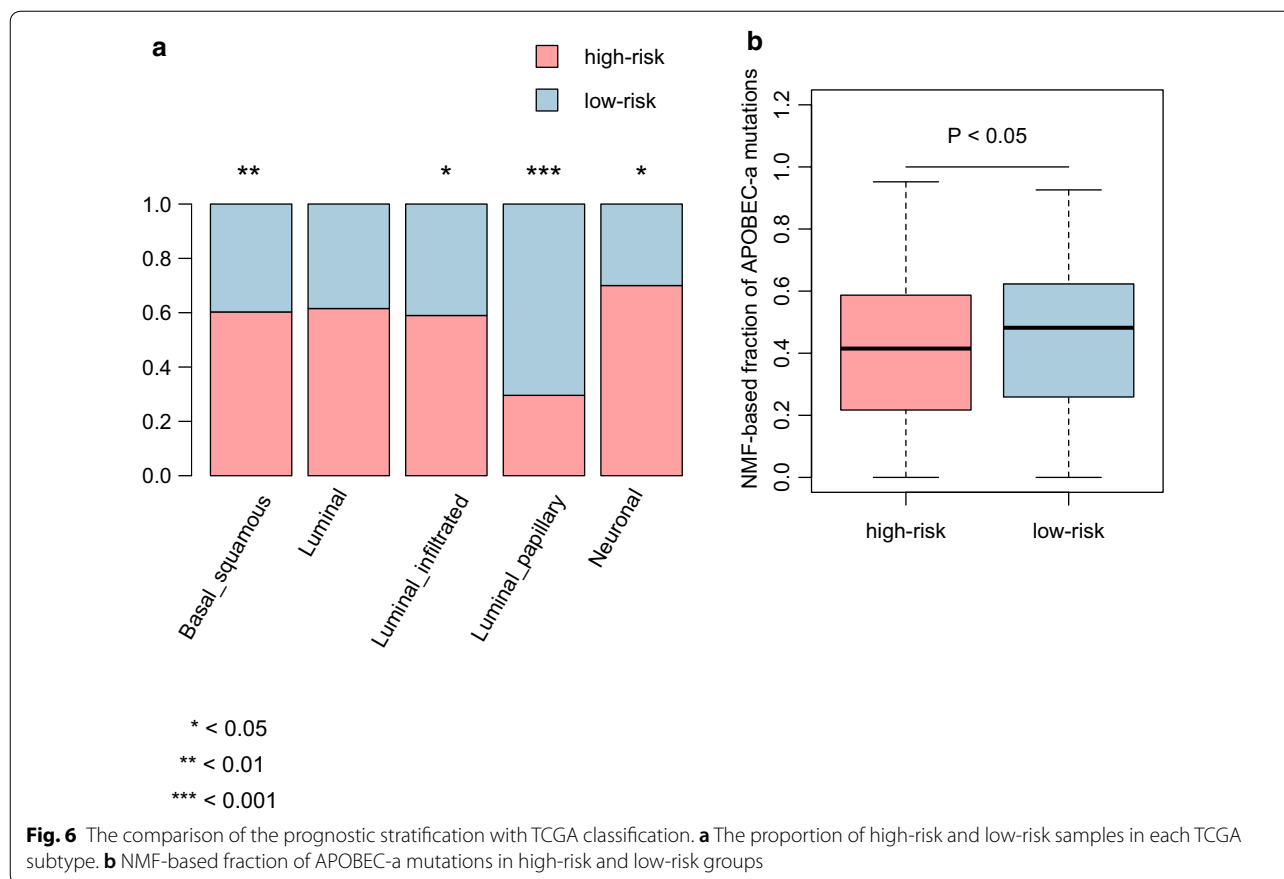 a
high-risk
low-risk
** * *** *
1.0
0.8
0.6
0.4
0.2
0.0
Basal_squamous
Luminal
Luminal_infiltrated
Luminal_papillary
Neuronal
* < 0.05
** < 0.01
*** < 0.001
b
NMF-based fraction of APOBEC-a mutations
1.2
1.0
0.8
0.6
0.4
0.2
0.0
P < 0.05
high-risk low-risk
Fig. 6 The comparison of the prognostic stratification with TCGA classification. a The proportion of high-risk and low-risk samples in each TCGA
subtype. b NMF-based fraction of APOBEC-a mutations in high-risk and low-risk groups